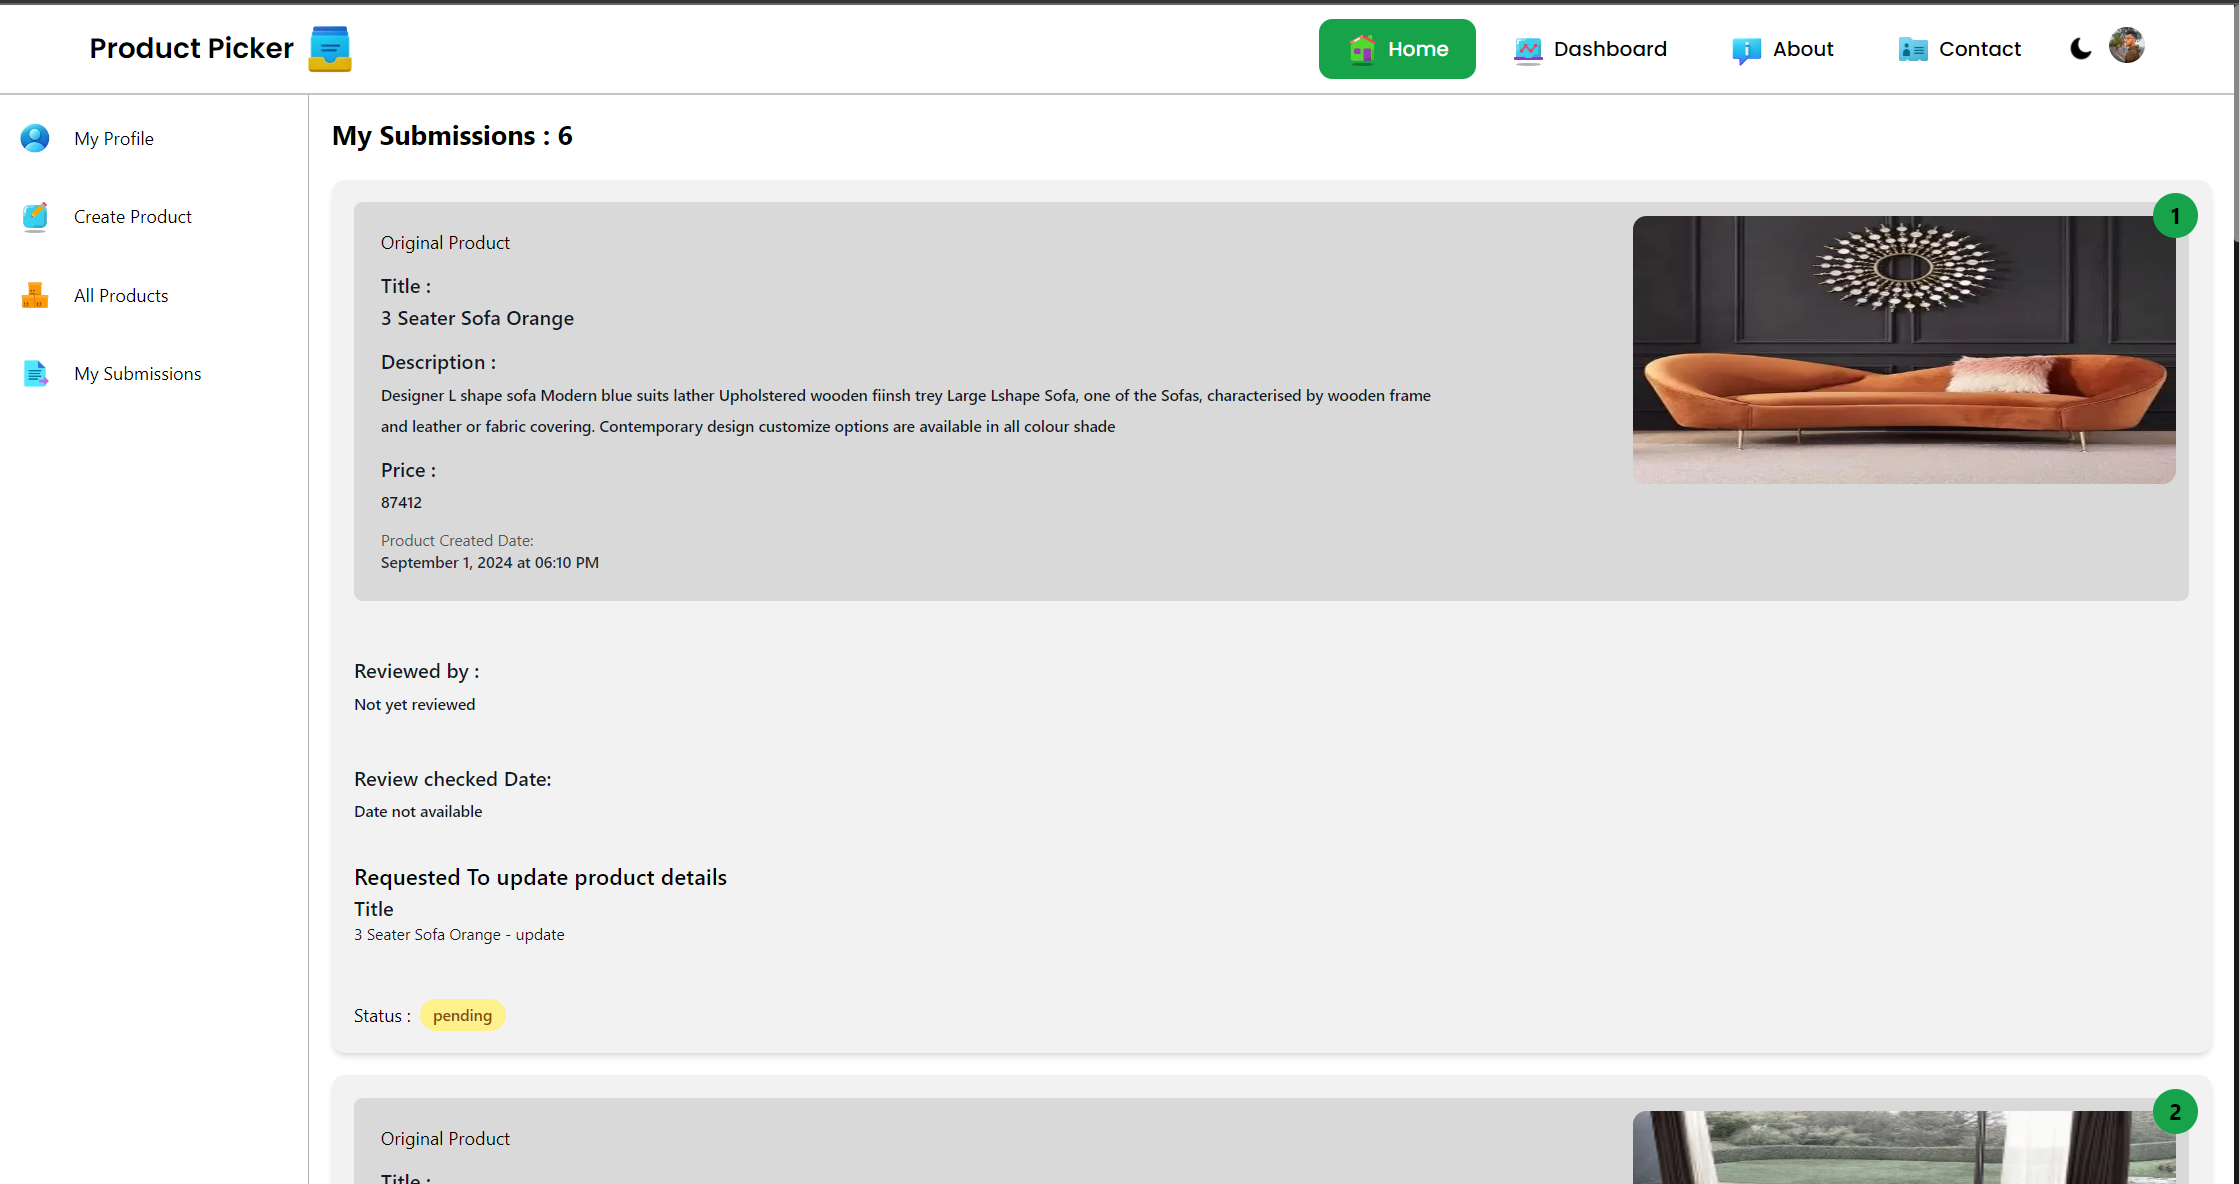 Product Picker
Home
Dashboard
About
Contact
My Profile
Create Product
All Products
My Submissions
My Submissions : 6
1
Original Product
Title :
3 Seater Sofa Orange
Description :
Designer L shape sofa Modern blue suits lather Upholstered wooden fiinsh trey Large Lshape Sofa, one of the Sofas, characterised by wooden frame
and leather or fabric covering. Contemporary design customize options are available in all colour shade
Price :
87412
Product Created Date:
September 1, 2024 at 06:10 PM
Reviewed by :
Not yet reviewed
Review checked Date:
Date not available
Requested To update product details
Title
3 Seater Sofa Orange - update
Status : pending
2
Original Product
Title :